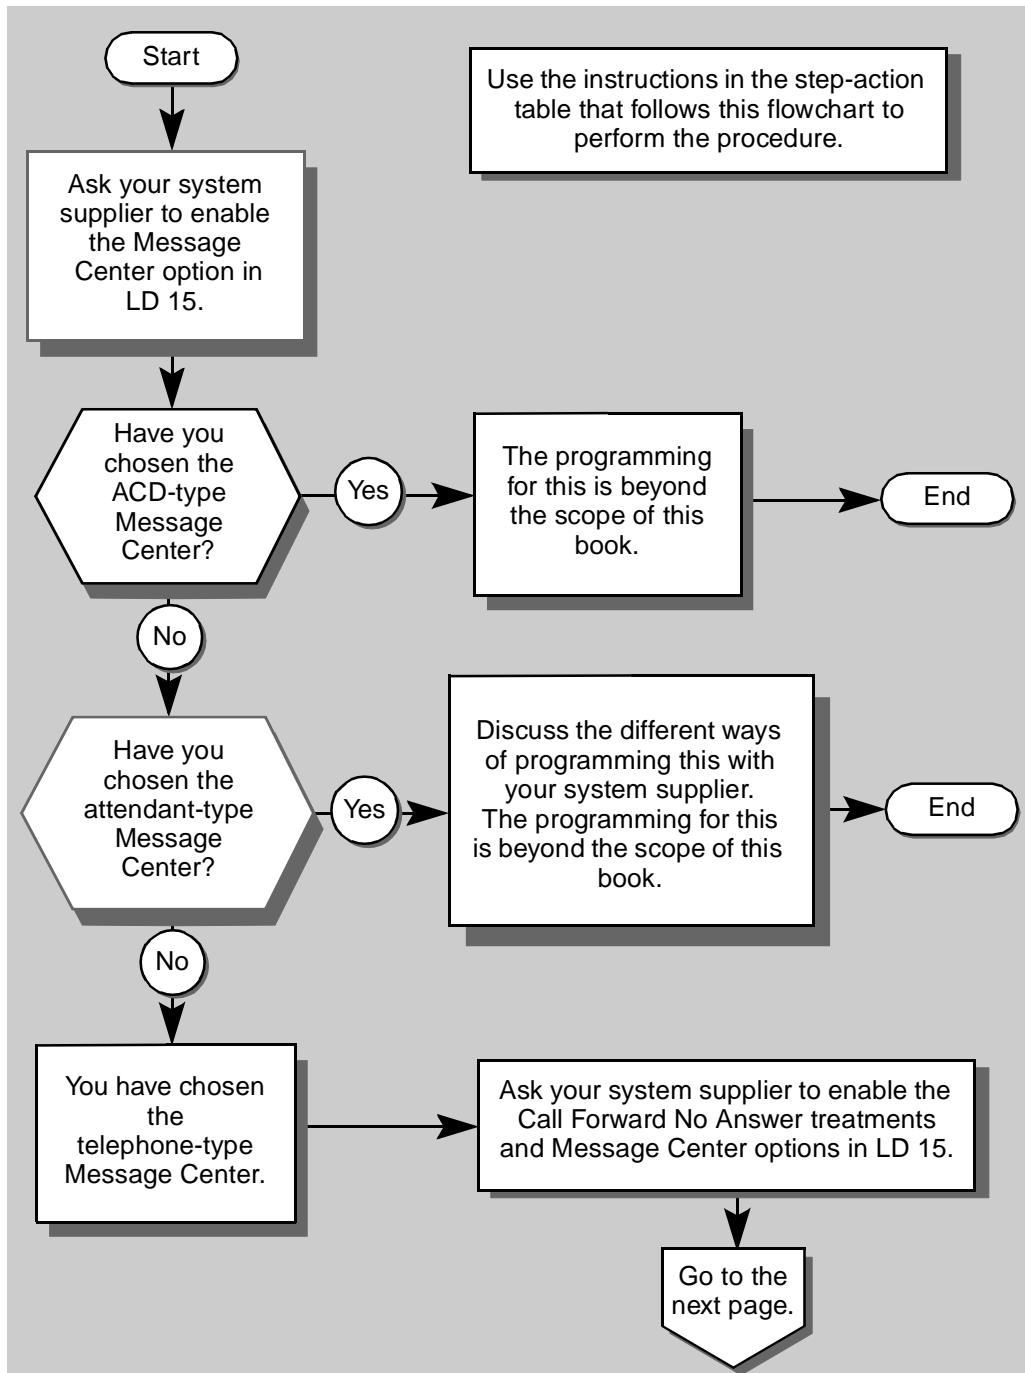 Start
Use the instructions in the step-action
table that follows this flowchart to
perform the procedure.
Ask your system
supplier to enable
the Message
Center option in
LD 15.
Have you
chosen the
ACD-type
Message
Center?
Yes
The programming
for this is beyond
the scope of this
book.
End
No
Have you
chosen the
attendant-type
Message
Center?
Yes
Discuss the different ways
of programming this with
your system supplier.
The programming for this
is beyond the scope of this
book.
End
No
You have chosen
the
telephone-type
Message Center.
Ask your system supplier to enable the
Call Forward No Answer treatments
and Message Center options in LD 15.
Go to the
next page.